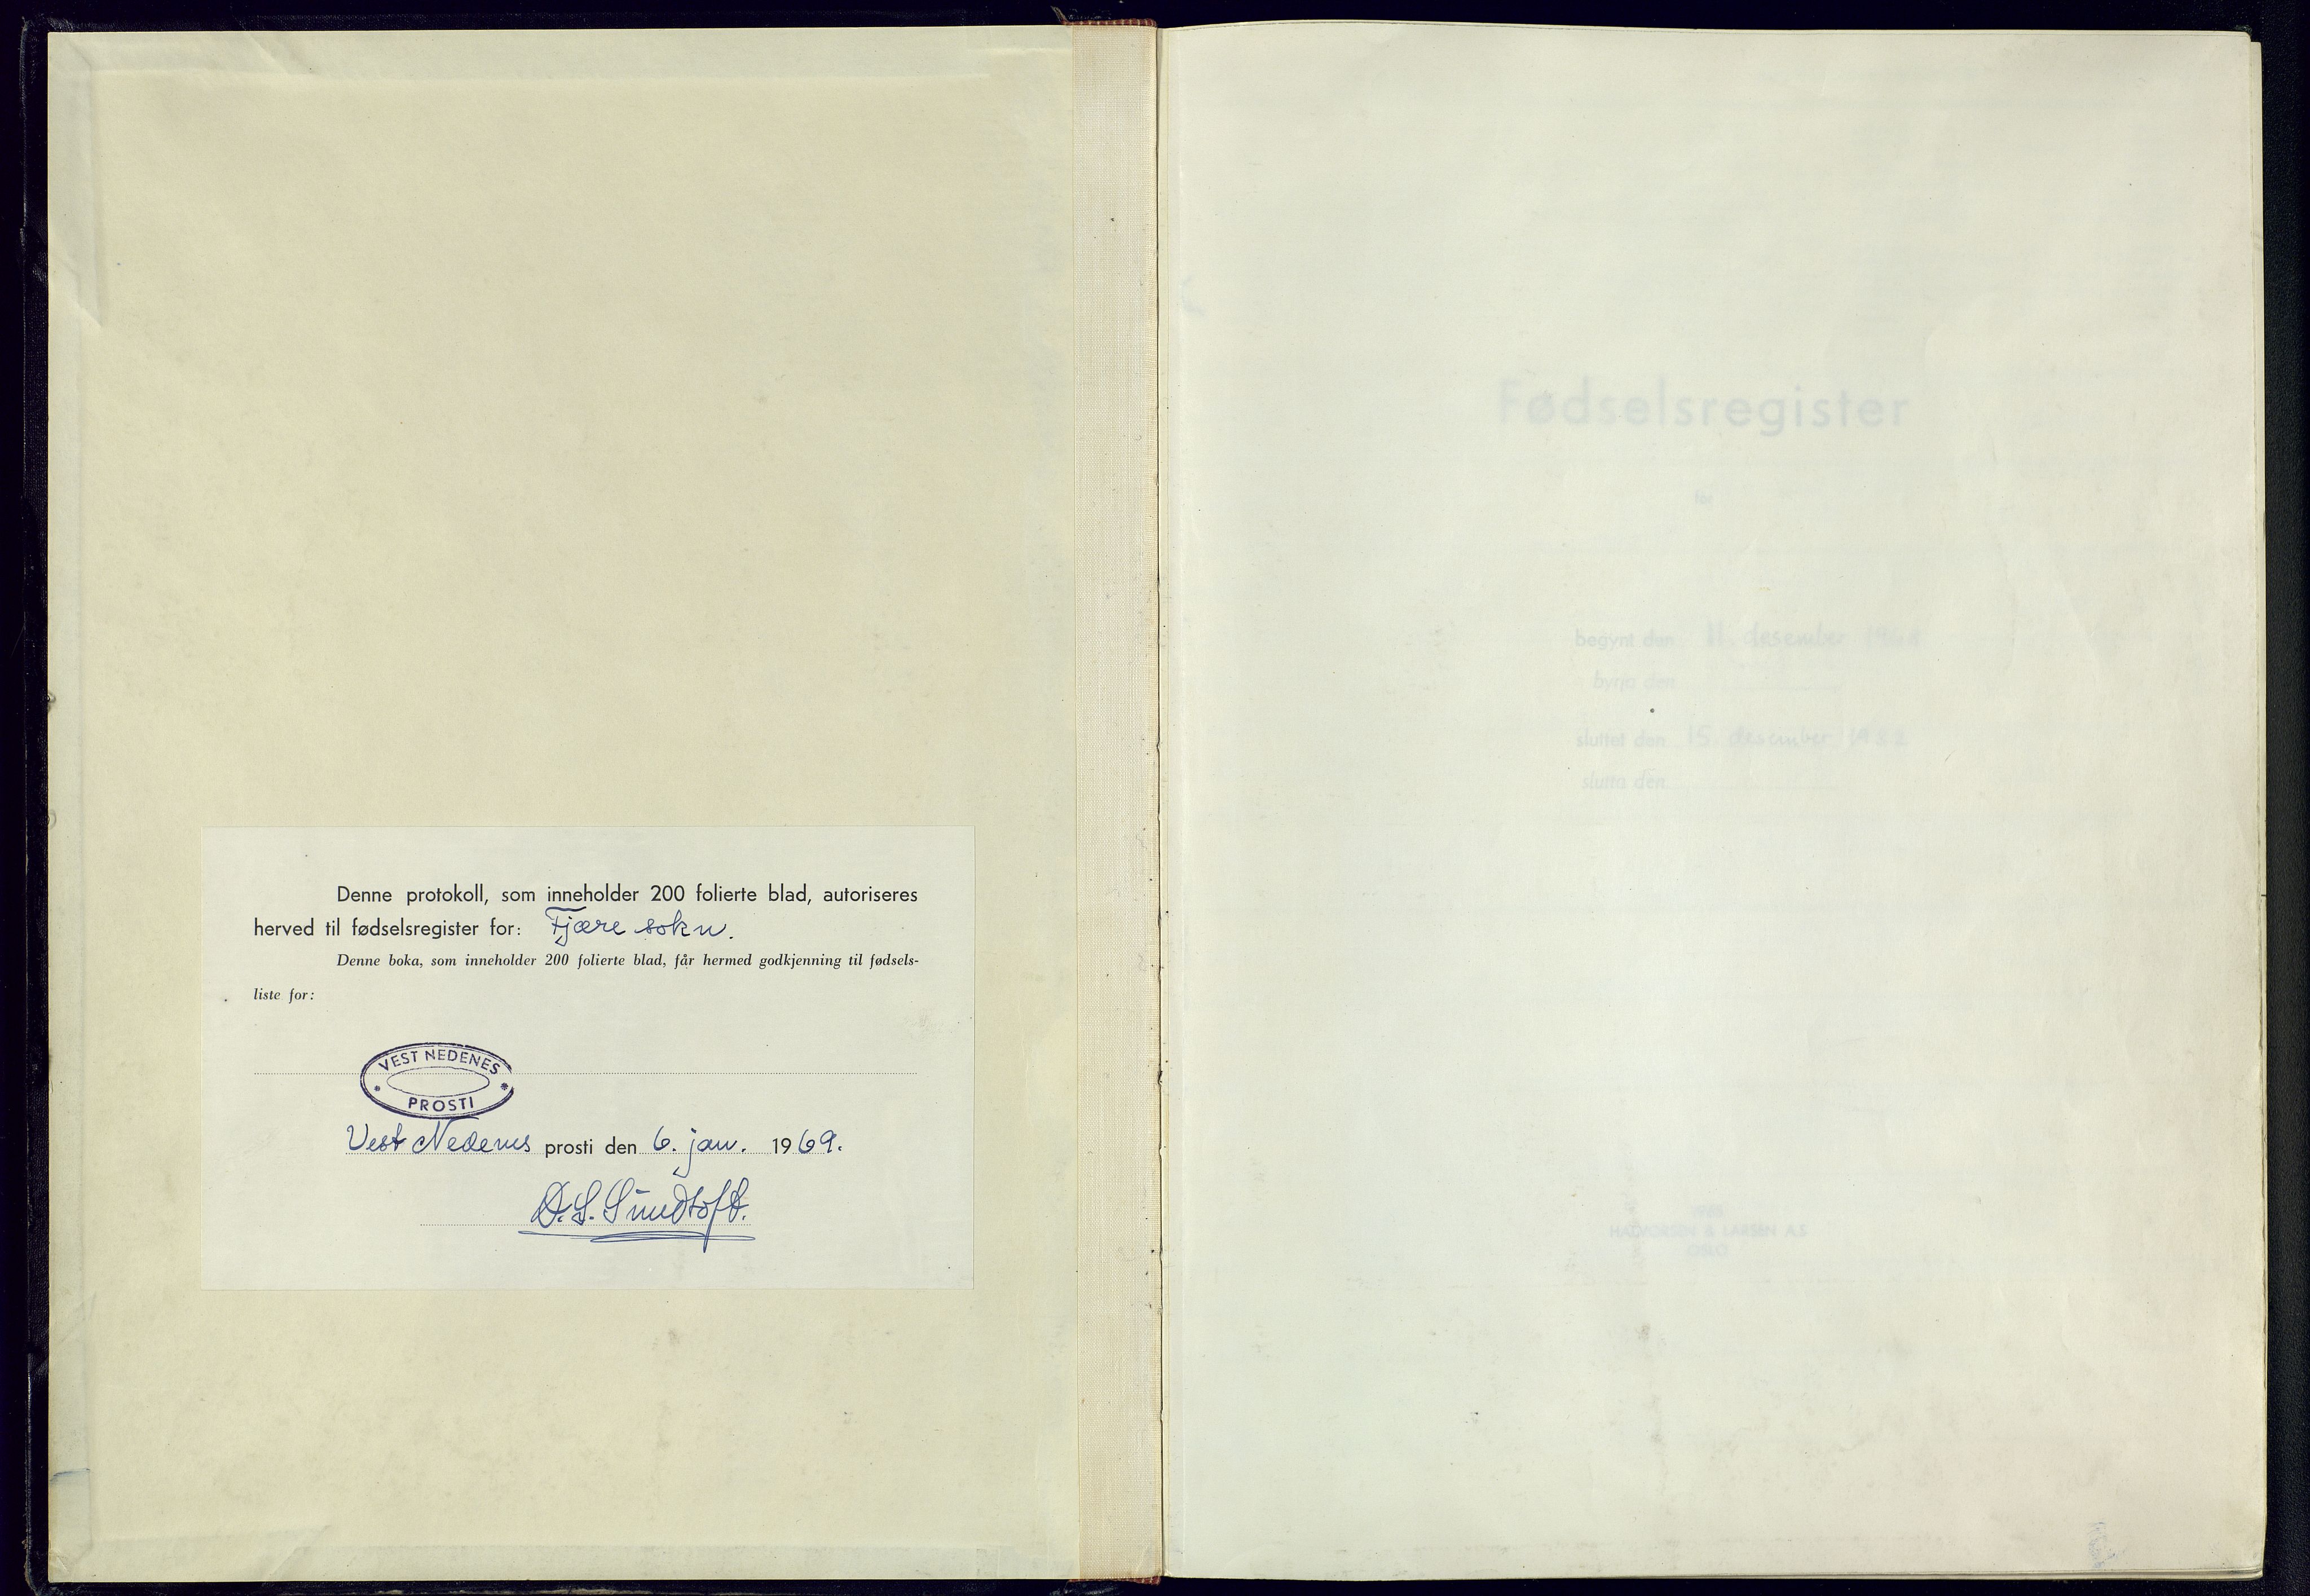 Denne protokoll, som inneholder 200 folierte blad, autoriseres
herved til fødselsregister for: Fjære sokn.
Denne boka, som inneholder 200 folierte blad, får hermed godkjenning til fødsels-
liste for:
VEST NEDENES
PROSTI
Vest Nedenes prosti den 6. jan. 1969.
D. S. Sundtoft.
Fødselsregister
for
begynt den 11. desember 1968
byrja den
sluttet den 15. desember 1982
slutta den
HALVORSEN & LARSEN A.S
OSLO